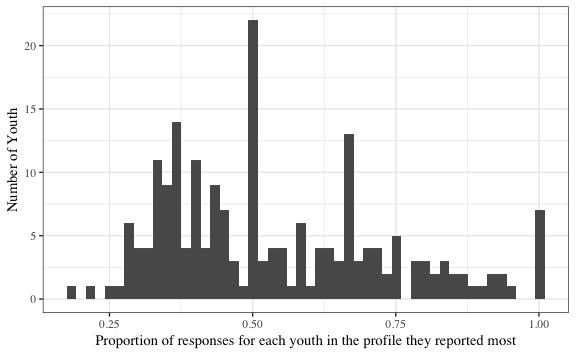 Number of Youth
20
15
10
5
0
0.25 0.50 0.75 1.00
Proportion of responses for each youth in the profile they reported most